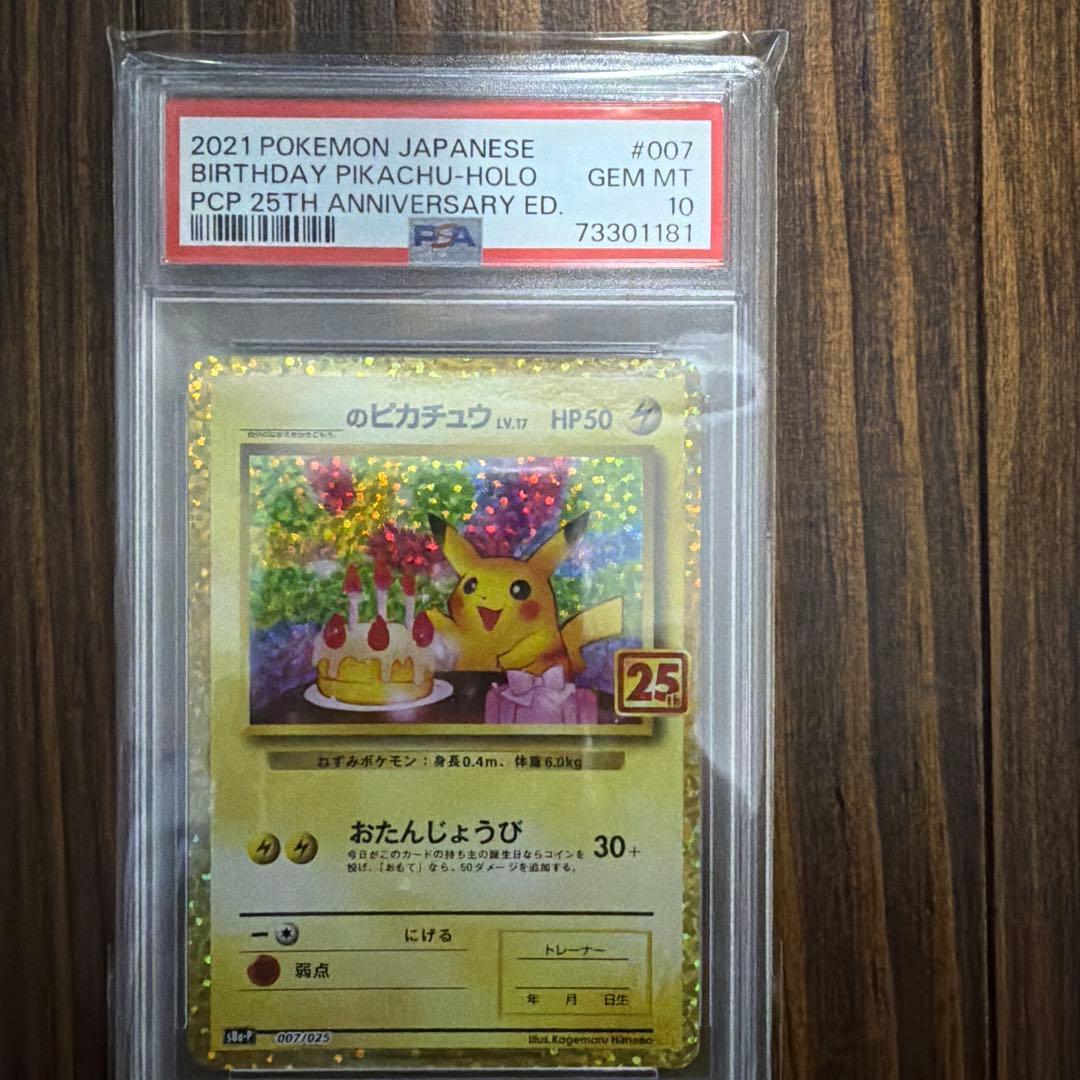 2021 POKEMON JAPANESE #007
BIRTHDAY PIKACHU-HOLO GEM MT
PCP 25TH ANNIVERSARY ED. 10
PSA 73301181
のピカチュウ LV.17 HP50
25th
ねずみポケモン:身長0.4m、体重6.0kg
おたんじょうび 30+
今日がこのカードの持ち主の誕生日ならコインを
投げ、「おもて」なら、50ダメージを追加する。
にげる
弱点
トレーナー
年 月 日生
s8a-P 007/025 Illus.Kagemaru Himeno